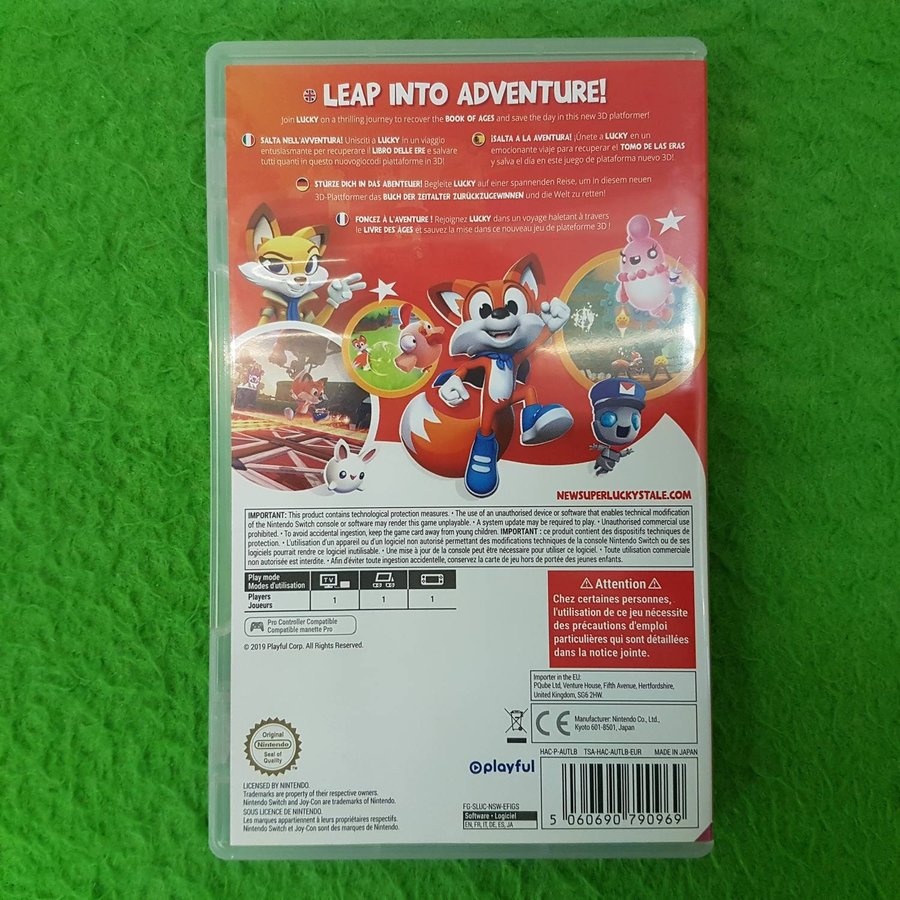 LEAP INTO ADVENTURE!
Join LUCKY on a thrilling journey to recover the BOOK OF AGES and save the day in this new 3D platformer!
SALTA NELL'AVVENTURA! Unisciti a LUCKY in un viaggio
entusiasmante per recuperare il LIBRO DELLE ERE e salvare
tutti quanti in questo nuovogiocodi piattaforme in 3D!
¡SALTA A LA AVENTURA! ¡Únete a LUCKY en un
emocionante viaje para recuperar el TOMO DE LAS ERAS
y salva el día en este juego de plataforma nuevo 3D!
STÜRZE DICH IN DAS ABENTEUER! Begleite LUCKY auf einer spannenden Reise, um in diesem neuen
3D-Plattformer das BUCH DER ZEITALTER ZURÜCKZUGEWINNEN und die Welt zu retten!
FONCEZ À L'AVENTURE ! Rejoignez LUCKY dans un voyage haletant à travers
le LIVRE DES ÂGES et sauvez la mise dans ce nouveau jeu de plateforme 3D !
NEWSUPERLUCKYSTALE.COM
IMPORTANT: This product contains technological protection measures. • The use of an unauthorised device or software that enables technical modification
of the Nintendo Switch console or software may render this game unplayable. • A system update may be required to play. • Unauthorised commercial use
prohibited. • To avoid accidental ingestion, keep the game card away from young children. IMPORTANT : ce produit contient des dispositifs techniques de
protection. • L'utilisation d'un appareil ou d'un logiciel non autorisé permettant des modifications techniques de la console Nintendo Switch ou de ses
logiciels pourrait rendre ce logiciel inutilisable. • Une mise à jour de la console peut être nécessaire pour utiliser ce logiciel. • Toute utilisation commerciale
non autorisée est interdite. • Afin d'éviter toute ingestion accidentelle, conservez la carte de jeu hors de portée des jeunes enfants.
Play mode
Modes d'utilisation
TV
Players
Joueurs
1 1 1
Pro Controller Compatible
Compatible manette Pro
© 2019 Playful Corp. All Rights Reserved.
Attention
Chez certaines personnes,
l'utilisation de ce jeu nécessite
des précautions d'emploi
particulières qui sont détaillées
dans la notice jointe.
Importer in the EU:
PQube Ltd, Venture House, Fifth Avenue, Hertfordshire,
United Kingdom, SG6 2HW.
CE
Manufacturer: Nintendo Co., Ltd.,
Kyoto 601-8501, Japan
HAC-P-AUTLB TSA-HAC-AUTLB-EUR MADE IN JAPAN
Original
Nintendo
Seal of
Quality
TM
playful
LICENSED BY NINTENDO.
Trademarks are property of their respective owners.
Nintendo Switch and Joy-Con are trademarks of Nintendo.
SOUS LICENCE DE NINTENDO.
Les marques appartiennent à leurs propriétaires respectifs.
Nintendo Switch et Joy-Con sont des marques de Nintendo.
FG-SLUC-NSW-EFIGS
Software • Logiciel
EN, FR, IT, DE, ES, JA
5 060690 790969